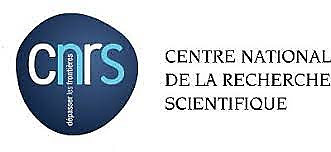 cnrs
dépasser les frontières
CENTRE NATIONAL
DE LA RECHERCHE
SCIENTIFIQUE